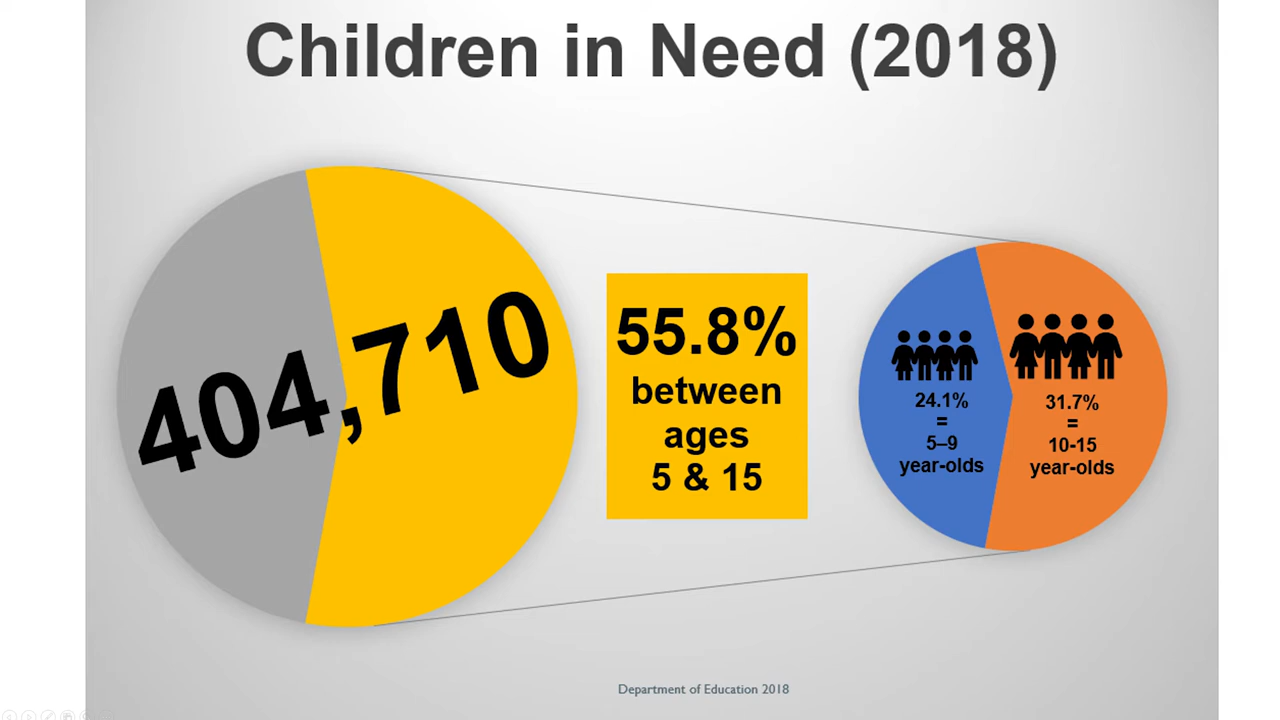 Children in Need (2018)
404,710
55.8%
between
ages
5 & 15
24.1%
=
5–9
year-olds
31.7%
=
10-15
year-olds
Department of Education 2018